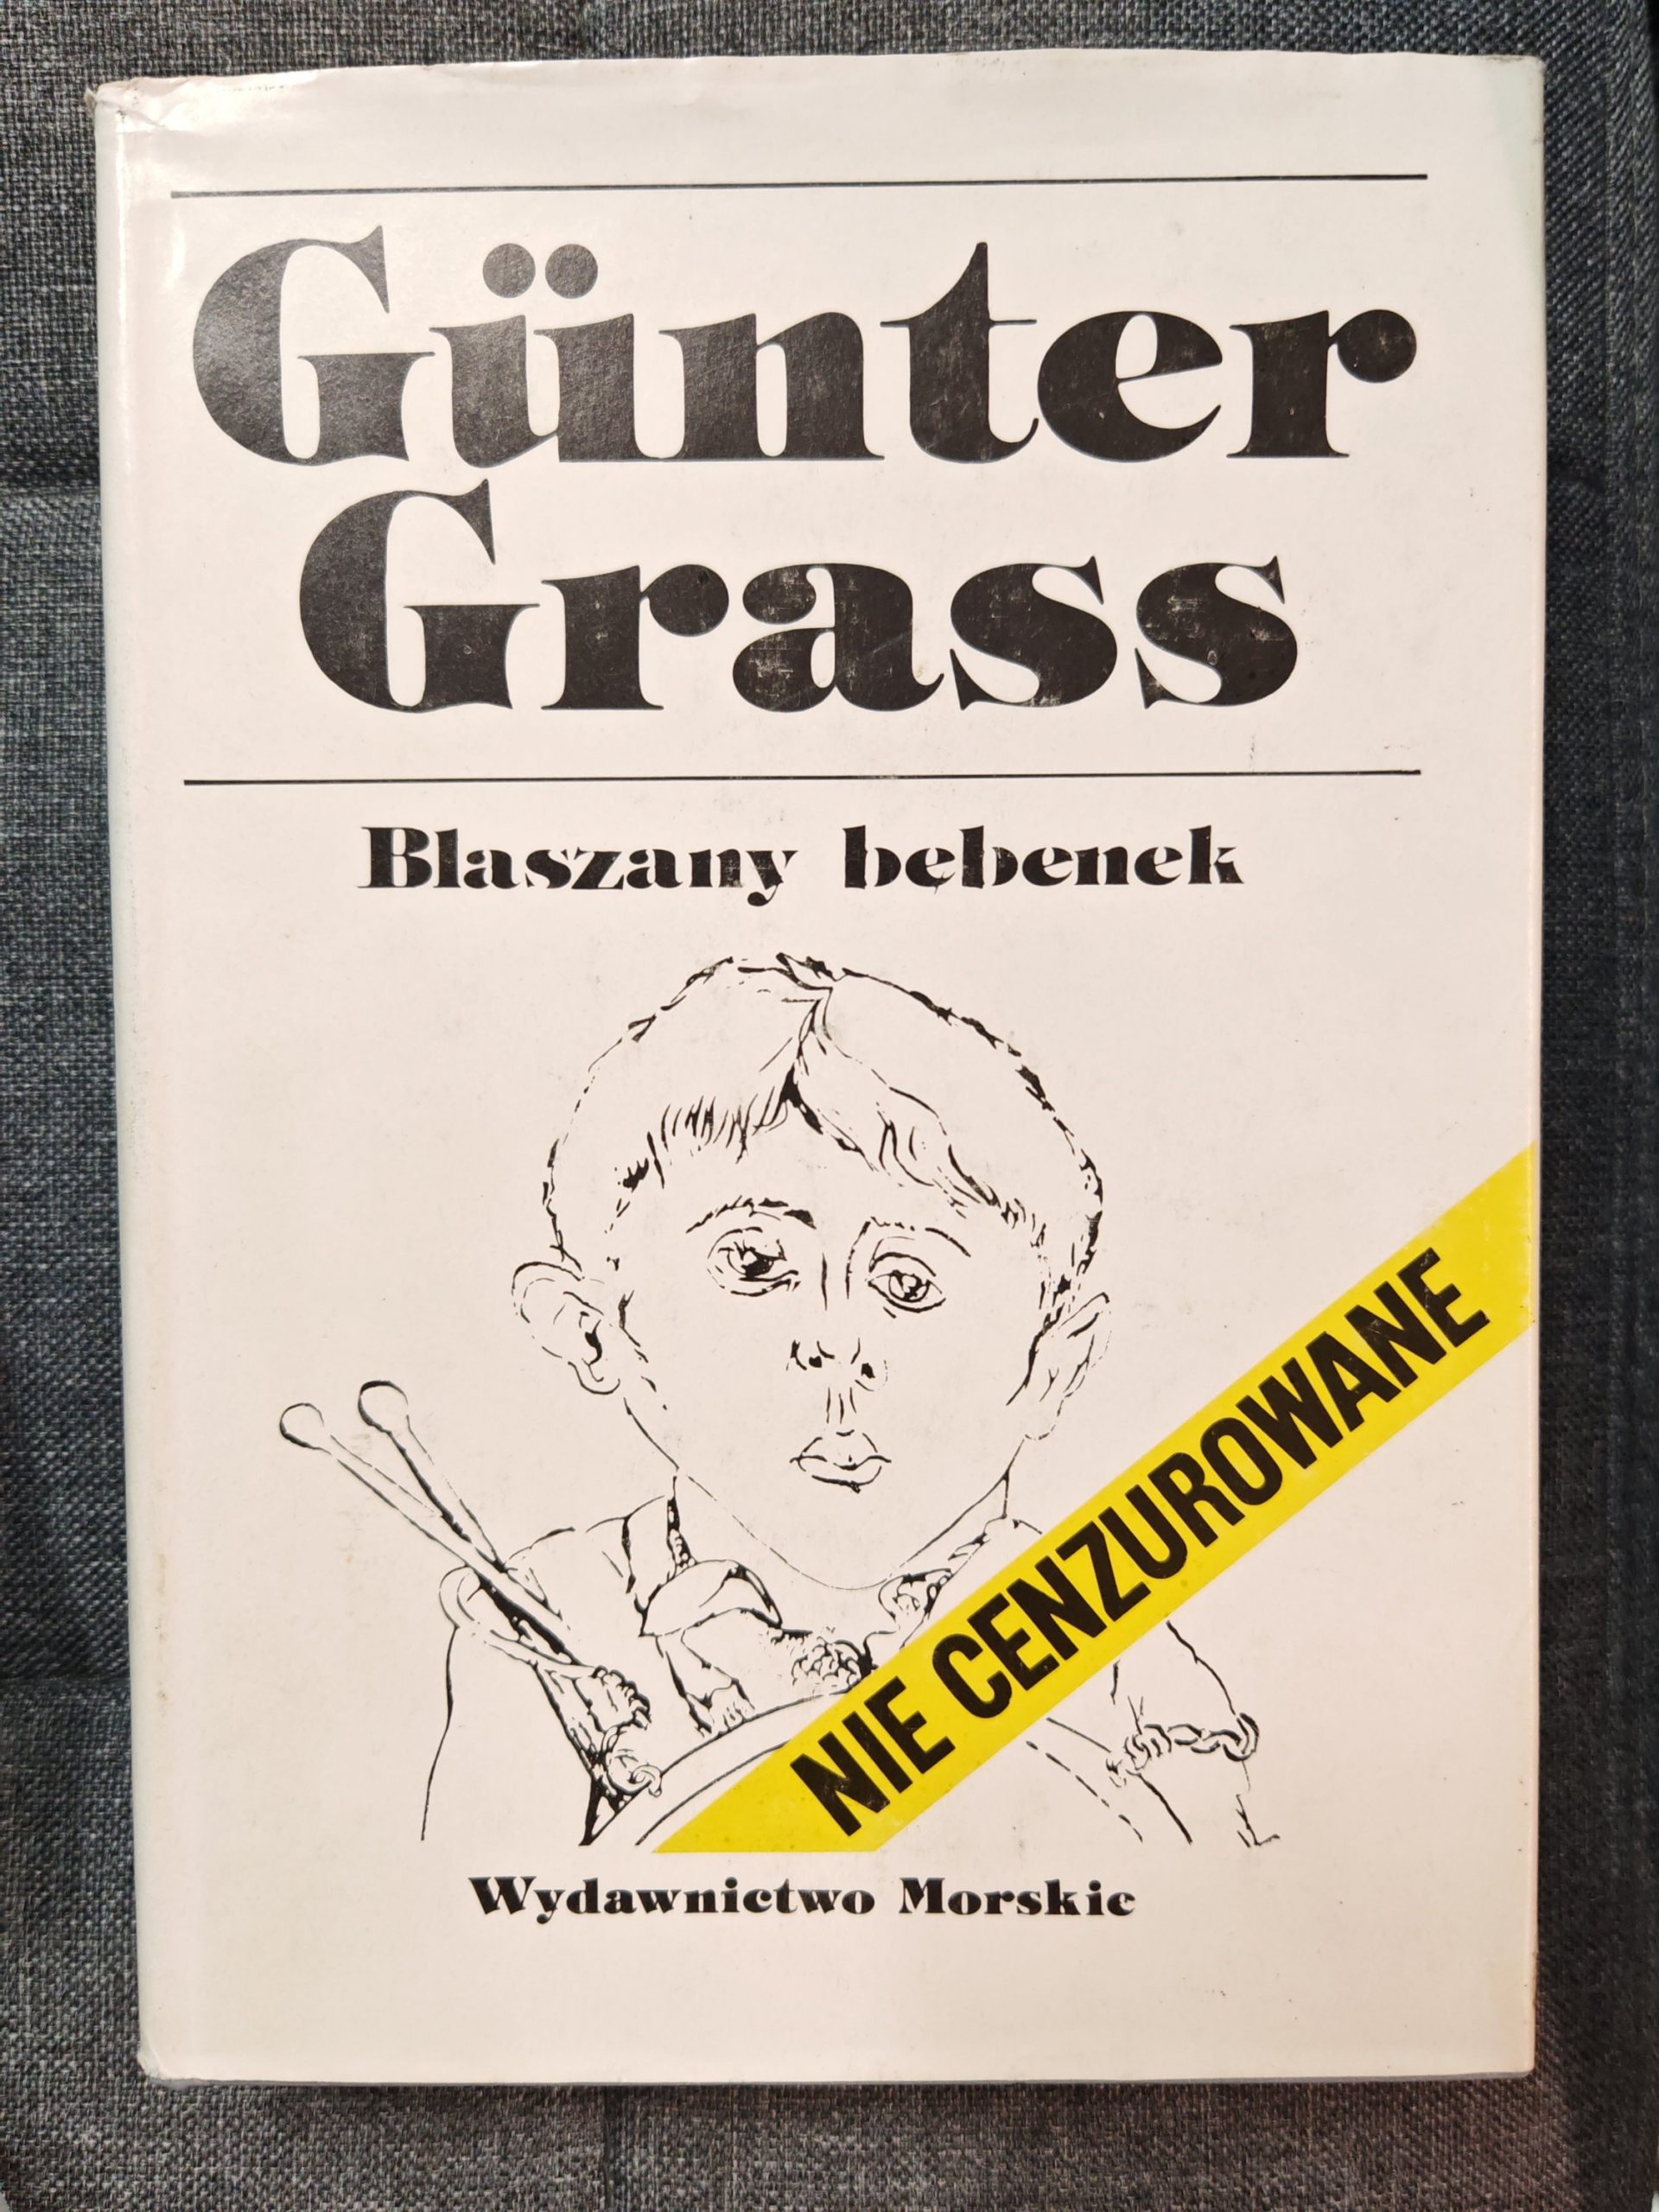 Günter
Grass
Blaszany bębenek
NIE CENZUROWANE
Wydawnictwo Morskie